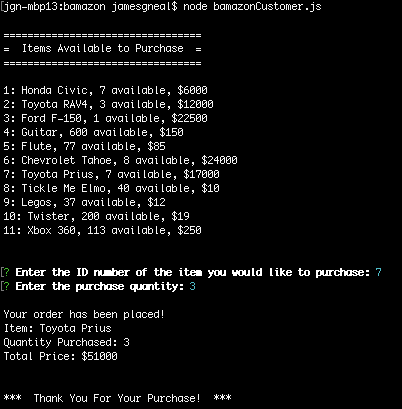 [jgn-mbp13:bamazon jamesgneal$ node bamazonCustomer.js
=================================
=  Items Available to Purchase  =
=================================
1: Honda Civic, 7 available, $6000
2: Toyota RAV4, 3 available, $12000
3: Ford F-150, 1 available, $22500
4: Guitar, 600 available, $150
5: Flute, 77 available, $85
6: Chevrolet Tahoe, 8 available, $24000
7: Toyota Prius, 7 available, $17000
8: Tickle Me Elmo, 40 available, $10
9: Legos, 37 available, $12
10: Twister, 200 available, $19
11: Xbox 360, 113 available, $250
[? Enter the ID number of the item you would like to purchase: 7
[? Enter the purchase quantity: 3
Your order has been placed!
Item: Toyota Prius
Quantity Purchased: 3
Total Price: $51000
***  Thank You For Your Purchase!  ***